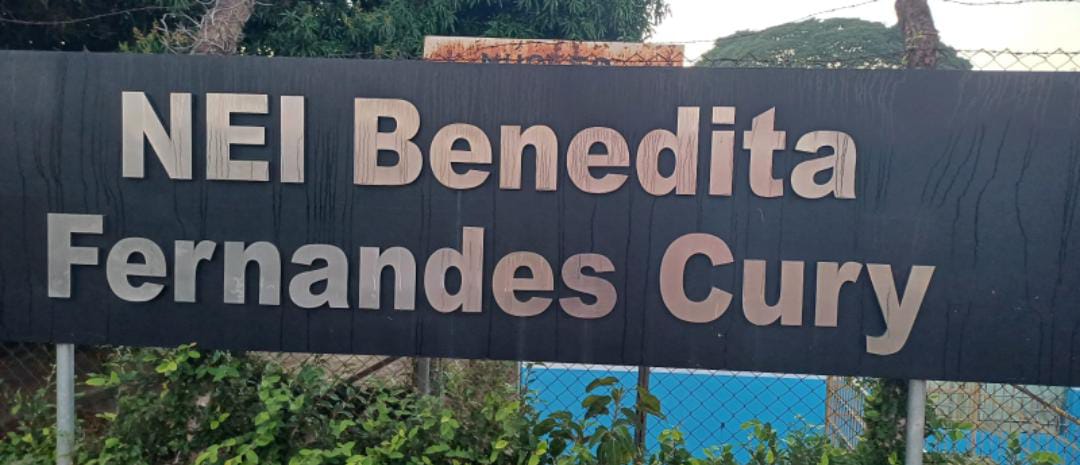 NEI Benedita
Fernandes Cury